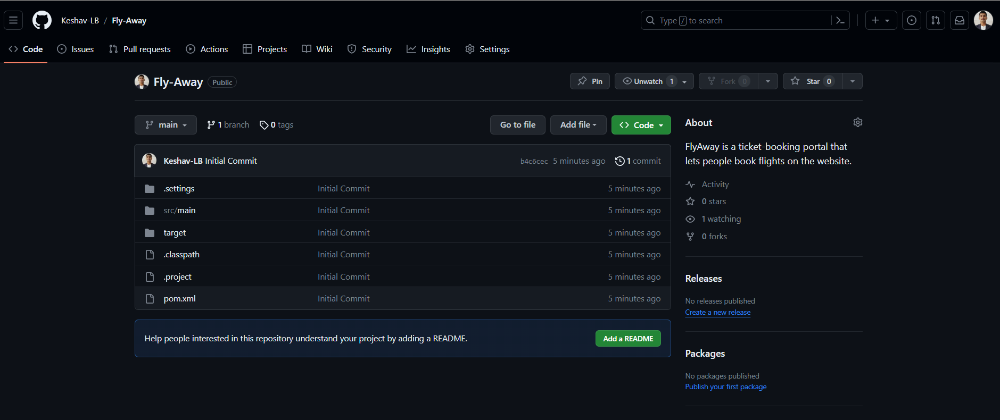 Keshav-LB / Fly-Away
Type / to search
Code Issues Pull requests Actions Projects Wiki Security Insights Settings
Fly-Away Public
Pin Unwatch 1 Fork 0 Star 0
main 1 branch 0 tags Go to file Add file Code
Keshav-LB Initial Commit b4c6cec 5 minutes ago 1 commit
.settings Initial Commit 5 minutes ago
src/main Initial Commit 5 minutes ago
target Initial Commit 5 minutes ago
.classpath Initial Commit 5 minutes ago
.project Initial Commit 5 minutes ago
pom.xml Initial Commit 5 minutes ago
Help people interested in this repository understand your project by adding a README. Add a README
About
FlyAway is a ticket-booking portal that
lets people book flights on the website.
Activity
0 stars
1 watching
0 forks
Releases
No releases published
Create a new release
Packages
No packages published
Publish your first package